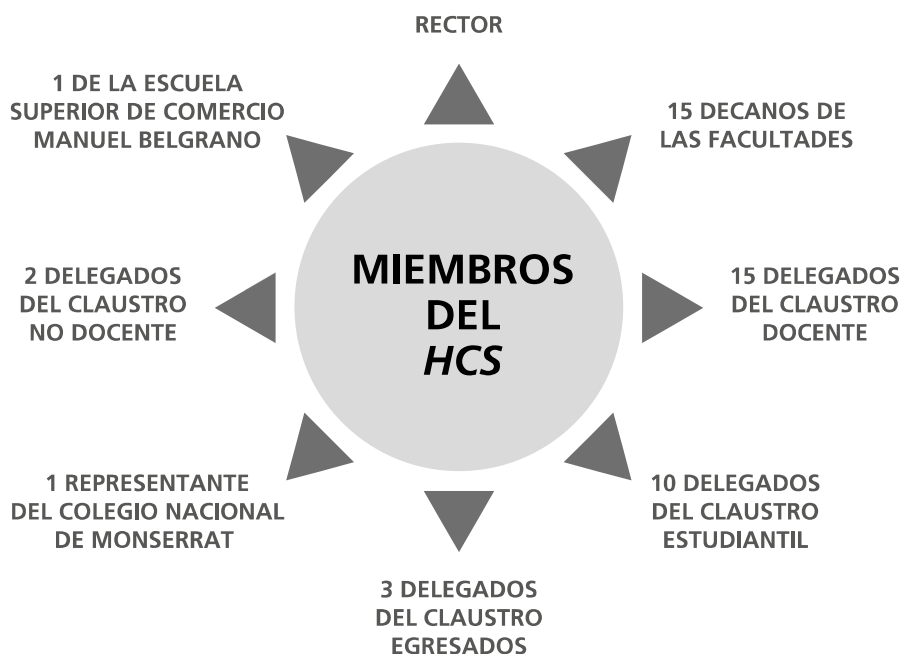 RECTOR
15 DECANOS DE
LAS FACULTADES
15 DELEGADOS
DEL CLAUSTRO
DOCENTE
10 DELEGADOS
DEL CLAUSTRO
ESTUDIANTIL
3 DELEGADOS
DEL CLAUSTRO
EGRESADOS
1 REPRESENTANTE
DEL COLEGIO NACIONAL
DE MONSERRAT
2 DELEGADOS
DEL CLAUSTRO
NO DOCENTE
1 DE LA ESCUELA
SUPERIOR DE COMERCIO
MANUEL BELGRANO
MIEMBROS
DEL
HCS